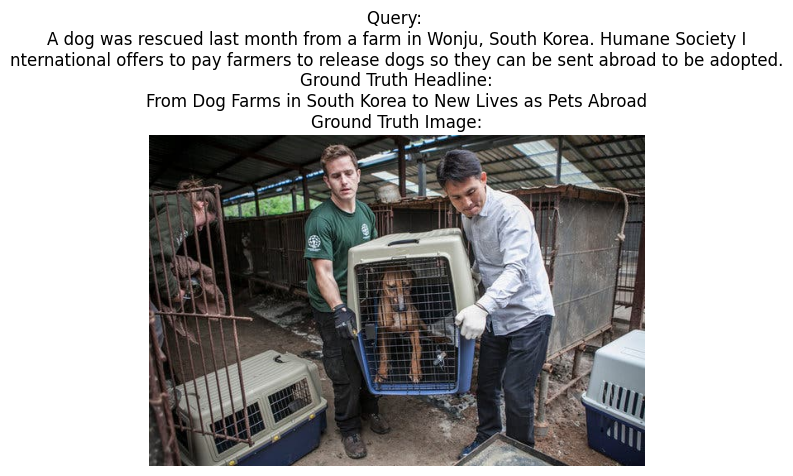 Query:
A dog was rescued last month from a farm in Wonju, South Korea. Humane Society I
nternational offers to pay farmers to release dogs so they can be sent abroad to be adopted.
Ground Truth Headline:
From Dog Farms in South Korea to New Lives as Pets Abroad
Ground Truth Image: